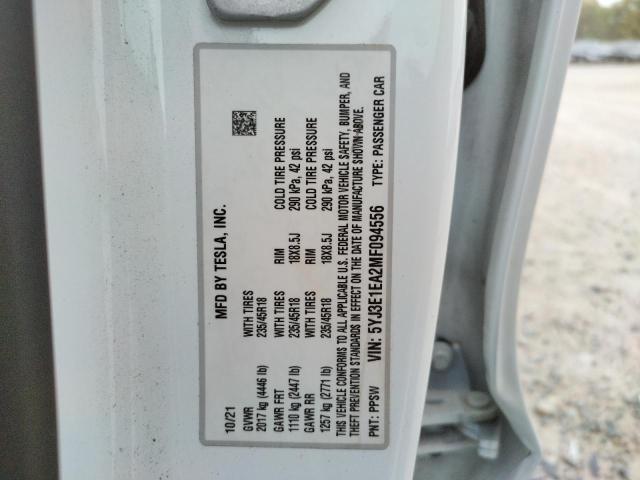 MFD BY TESLA, INC.
10/21
GVWR WITH TIRES
2017 kg (4446 lb) 235/45R18
GAWR FRT WITH TIRES RIM COLD TIRE PRESSURE
1110 kg (2447 lb) 235/45R18 18X8.5J 290 kPa, 42 psi
GAWR RR WITH TIRES RIM COLD TIRE PRESSURE
1257 kg (2771 lb) 235/45R18 18X8.5J 290 kPa, 42 psi
THIS VEHICLE CONFORMS TO ALL APPLICABLE U.S. FEDERAL MOTOR VEHICLE SAFETY, BUMPER, AND
THEFT PREVENTION STANDARDS IN EFFECT ON THE DATE OF MANUFACTURE SHOWN ABOVE.
VIN: 5YJ3E1EA2MF094556
PNT: PPSW TYPE: PASSENGER CAR